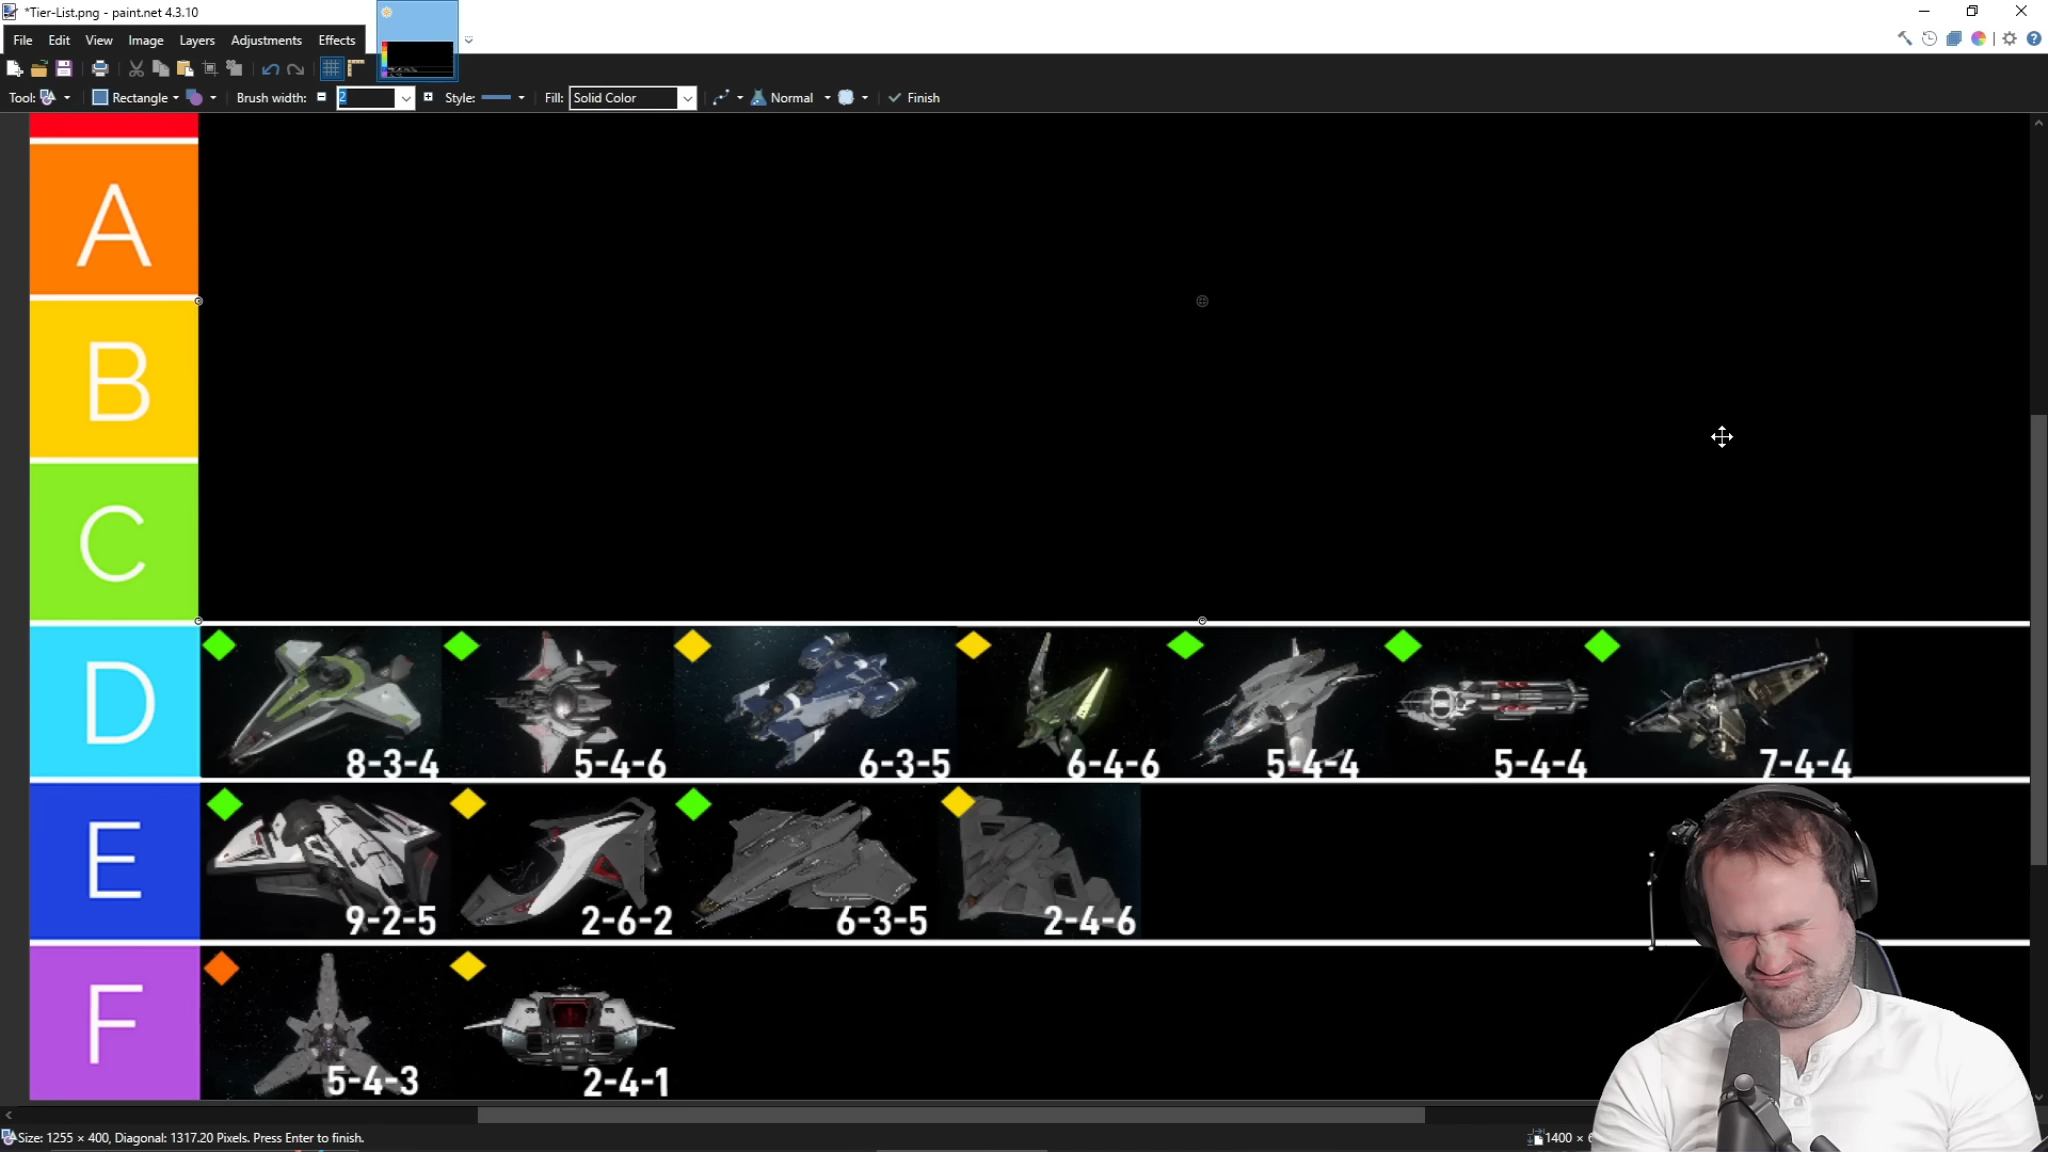 *Tier-List.png - paint.net 4.3.10
File Edit View Image Layers Adjustments Effects
Tool: Rectangle Brush width: 2 Style: Fill: Solid Color Normal Finish
A
B
C
D 8-3-4 5-4-6 6-3-5 6-4-6 5-4-4 5-4-4 7-4-4
E 9-2-5 2-6-2 6-3-5 2-4-6
F 5-4-3 2-4-1
Size: 1255 × 400, Diagonal: 1317.20 Pixels. Press Enter to finish. 1400 ×